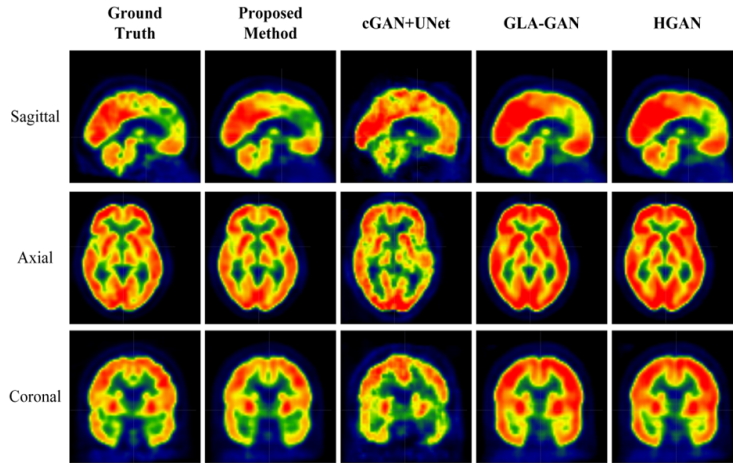 Ground
Truth
Proposed
Method
cGAN+UNet
GLA-GAN
HGAN
Sagittal
Axial
Coronal